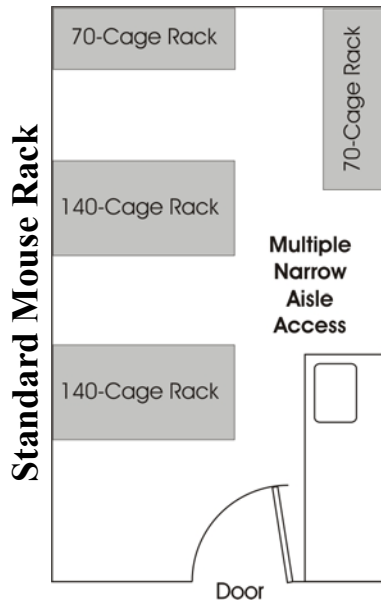 Standard Mouse Rack
70-Cage Rack
70-Cage Rack
140-Cage Rack
Multiple
Narrow
Aisle
Access
140-Cage Rack
Door